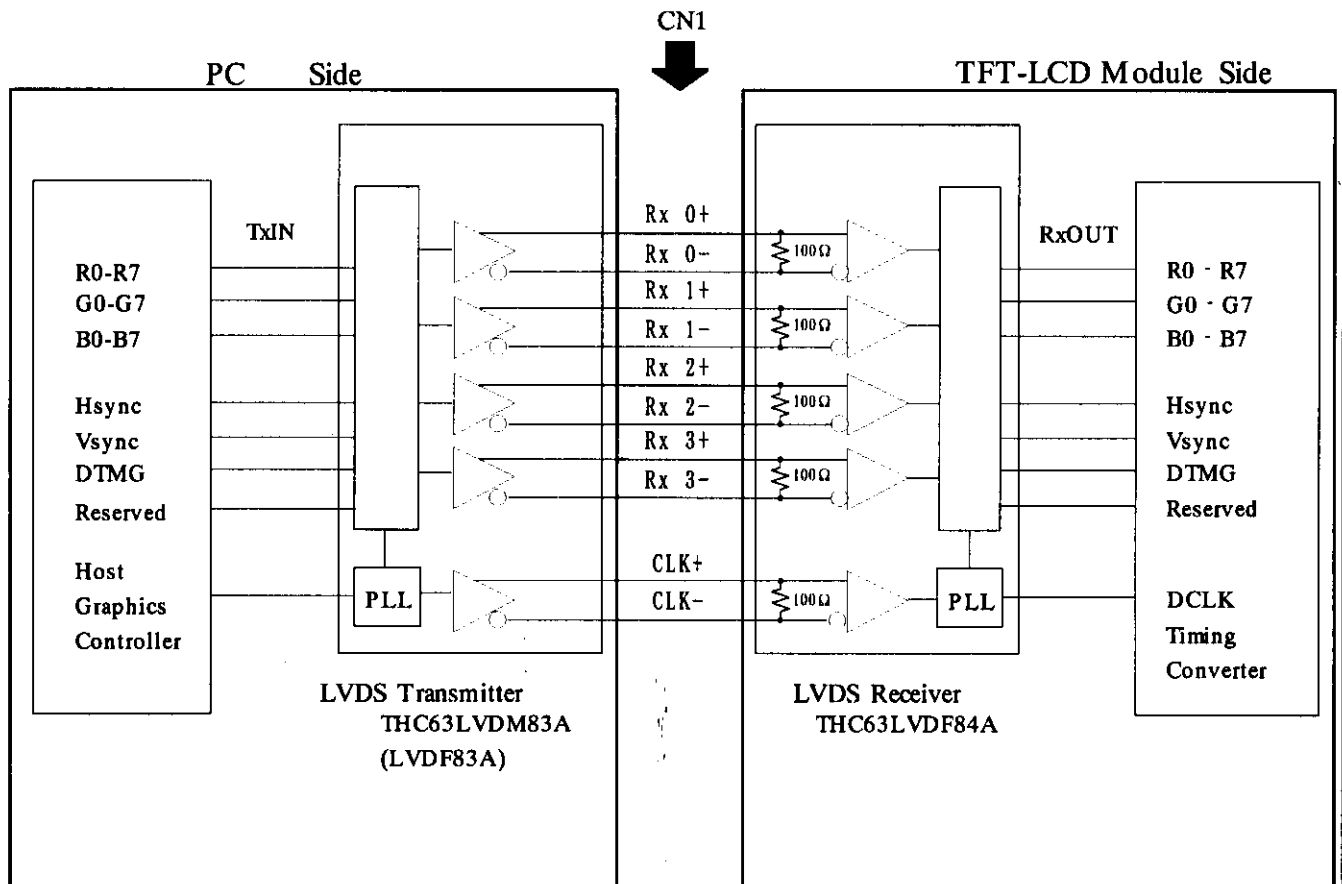 CN1
PC Side
TFT-LCD Module Side
TxIN
R0-R7
G0-G7
B0-B7
Hsync
Vsync
DTMG
Reserved
Host
Graphics
Controller
PLL
LVDS Transmitter
THC63LVDM83A
(LVDF83A)
Rx 0+
Rx 0-
Rx 1+
Rx 1-
Rx 2+
Rx 2-
Rx 3+
Rx 3-
CLK+
CLK-
100Ω
100Ω
100Ω
100Ω
100Ω
PLL
LVDS Receiver
THC63LVDF84A
RxOUT
R0 - R7
G0 - G7
B0 - B7
Hsync
Vsync
DTMG
Reserved
DCLK
Timing
Converter